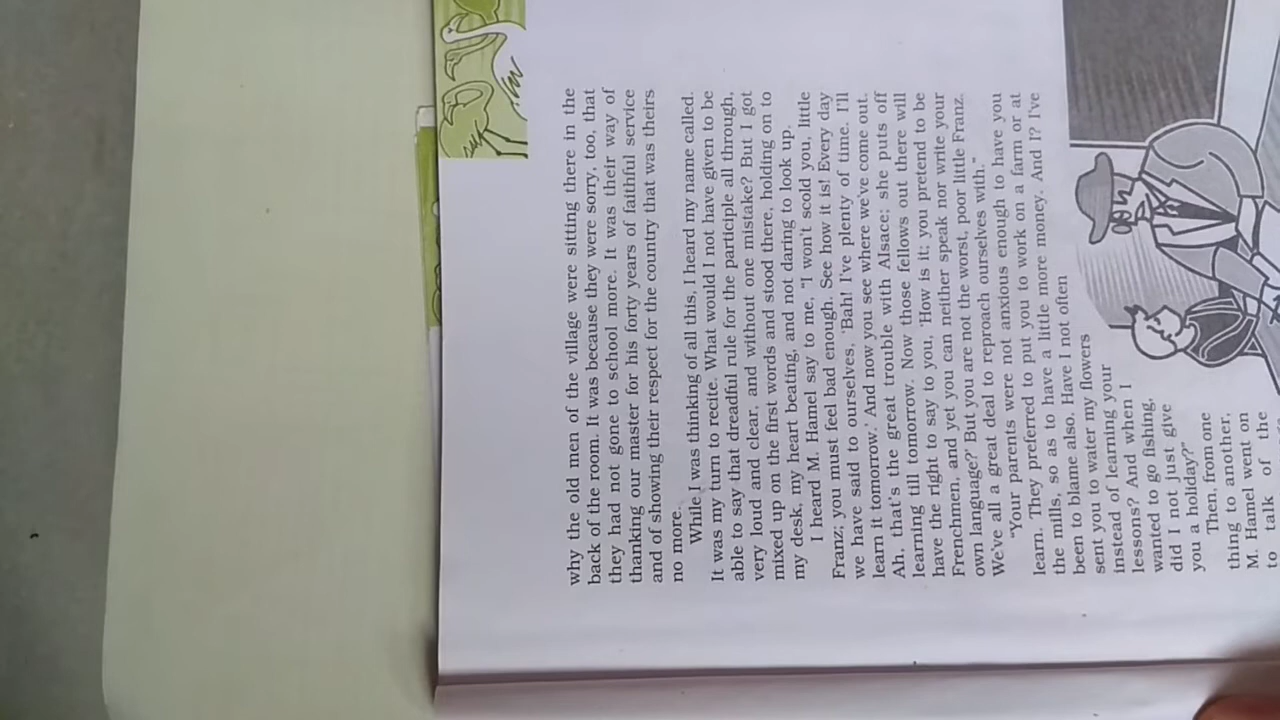 why the old men of the village were sitting there in the
back of the room. It was because they were sorry, too, that
they had not gone to school more. It was their way of
thanking our master for his forty years of faithful service
and of showing their respect for the country that was theirs
no more.
While I was thinking of all this, I heard my name called.
It was my turn to recite. What would I not have given to be
able to say that dreadful rule for the participle all through,
very loud and clear, and without one mistake? But I got
mixed up on the first words and stood there, holding on to
my desk, my heart beating, and not daring to look up.
I heard M. Hamel say to me, "I won't scold you, little
Franz; you must feel bad enough. See how it is! Every day
we have said to ourselves, 'Bah! I've plenty of time. I'll
learn it tomorrow.' And now you see where we've come out.
Ah, that's the great trouble with Alsace; she puts off
learning till tomorrow. Now those fellows out there will
have the right to say to you, 'How is it; you pretend to be
Frenchmen, and yet you can neither speak nor write your
own language?' But you are not the worst, poor little Franz.
We've all a great deal to reproach ourselves with."
"Your parents were not anxious enough to have you
learn. They preferred to put you to work on a farm or at
the mills, so as to have a little more money. And I? I've
been to blame also. Have I not often
sent you to water my flowers
instead of learning your
lessons? And when I
wanted to go fishing,
did I not just give
you a holiday?"
Then, from one
thing to another,
M. Hamel went on
to talk of the